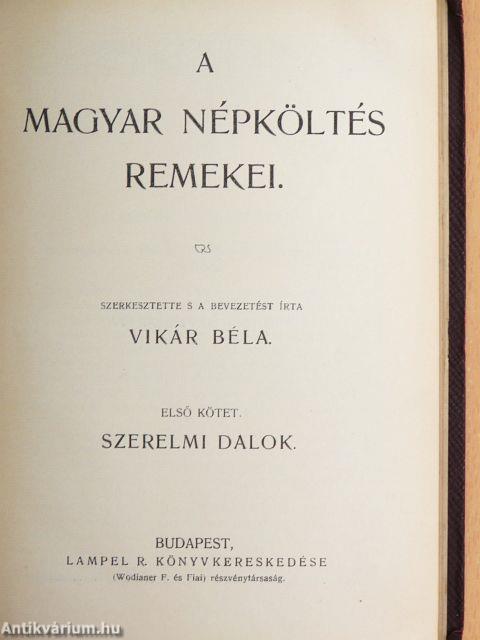 A
MAGYAR NÉPKÖLTÉS
REMEKEI.
SZERKESZTETTE S A BEVEZETÉST ÍRTA
VIKÁR BÉLA.
ELSŐ KÖTET.
SZERELMI DALOK.
BUDAPEST,
LAMPEL R. KÖNYVKERESKEDÉSE
(Wodianer F. és Fiai) részvénytársaság.
Antikvárium.hu